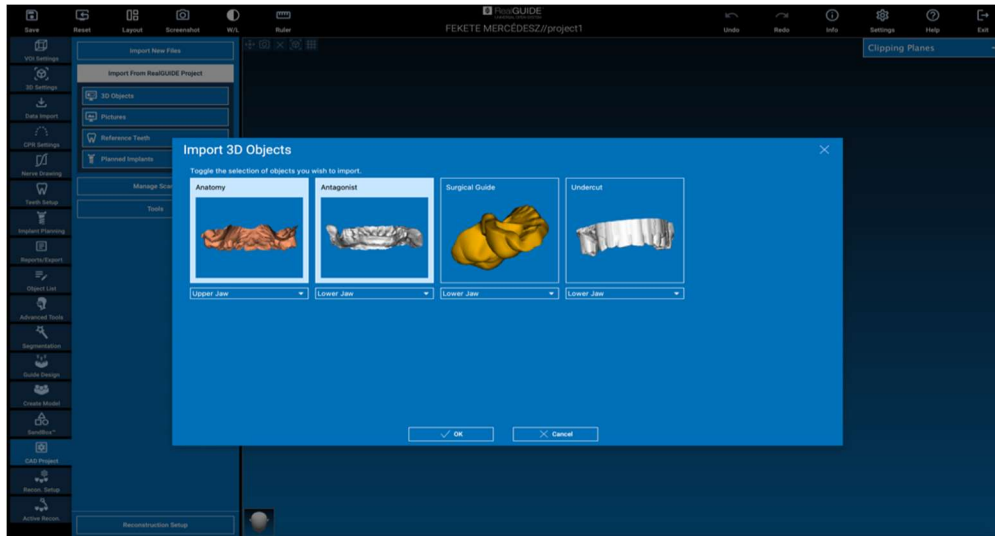 RealGUIDE
Save Reset Layout Screenshot W/L Ruler FEKETE MERCÉDESZ//project1 Undo Redo Info Settings Help Exit
VOI Settings
3D Settings
Data Import
CPR Settings
Nerve Drawing
Teeth Setup
Implant Planning
Reports/Export
Object List
Advanced Tools
Segmentation
Guide Design
Create Model
SandBox™
CAD Project
Recon. Setup
Active Recon.
Import New Files
Import From RealGUIDE Project
3D Objects
Pictures
Reference Teeth
Planned Implants
Manage Scan
Tools
Reconstruction Setup
Clipping Planes
Import 3D Objects
Toggle the selection of objects you wish to import.
Anatomy Antagonist Surgical Guide Undercut
Upper Jaw Lower Jaw Lower Jaw Lower Jaw
OK Cancel